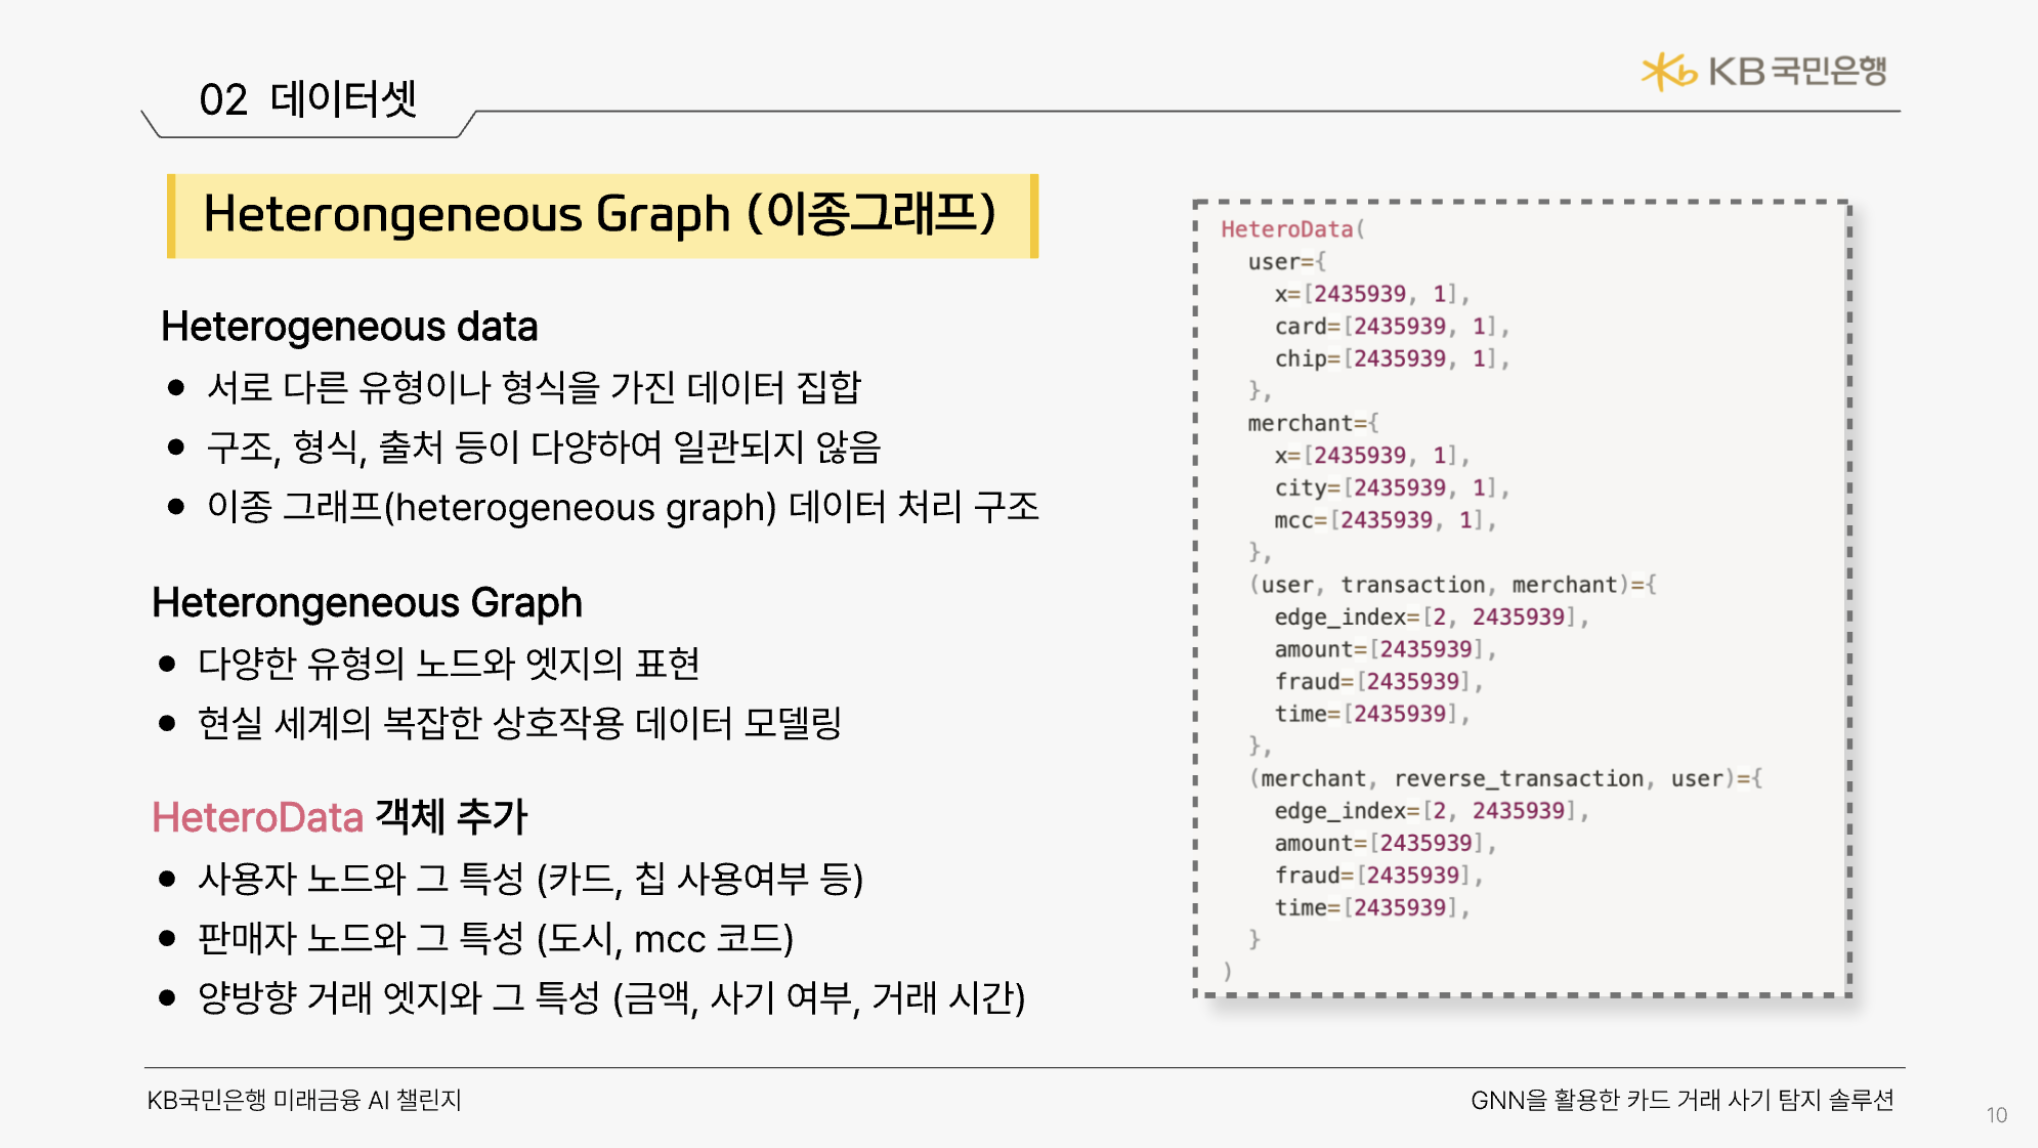 02 데이터셋
KB국민은행
Heterongeneous Graph (이종그래프)
Heterogeneous data
● 서로 다른 유형이나 형식을 가진 데이터 집합
● 구조, 형식, 출처 등이 다양하여 일관되지 않음
● 이종 그래프(heterogeneous graph) 데이터 처리 구조
Heterongeneous Graph
● 다양한 유형의 노드와 엣지의 표현
● 현실 세계의 복잡한 상호작용 데이터 모델링
HeteroData 객체 추가
● 사용자 노드와 그 특성 (카드, 칩 사용여부 등)
● 판매자 노드와 그 특성 (도시, mcc 코드)
● 양방향 거래 엣지와 그 특성 (금액, 사기 여부, 거래 시간)
HeteroData(
  user={
    x=[2435939, 1],
    card=[2435939, 1],
    chip=[2435939, 1],
  },
  merchant={
    x=[2435939, 1],
    city=[2435939, 1],
    mcc=[2435939, 1],
  },
  (user, transaction, merchant)={
    edge_index=[2, 2435939],
    amount=[2435939],
    fraud=[2435939],
    time=[2435939],
  },
  (merchant, reverse_transaction, user)={
    edge_index=[2, 2435939],
    amount=[2435939],
    fraud=[2435939],
    time=[2435939],
  }
)
KB국민은행 미래금융 AI 챌린지
GNN을 활용한 카드 거래 사기 탐지 솔루션
10